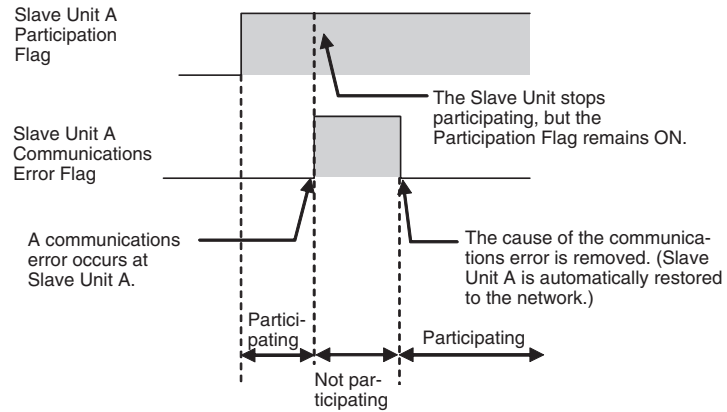 Slave Unit A
Participation
Flag
The Slave Unit stops
participating, but the
Participation Flag remains ON.
Slave Unit A
Communications
Error Flag
A communications
error occurs at
Slave Unit A.
The cause of the communica-
tions error is removed. (Slave
Unit A is automatically restored
to the network.)
Partici-
pating
Not par-
ticipating
Participating